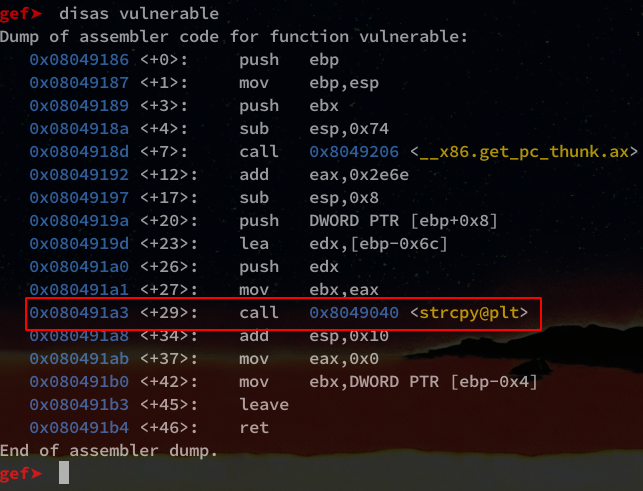 gef➤  disas vulnerable
Dump of assembler code for function vulnerable:
   0x08049186 <+0>:     push   ebp
   0x08049187 <+1>:     mov    ebp,esp
   0x08049189 <+3>:     push   ebx
   0x0804918a <+4>:     sub    esp,0x74
   0x0804918d <+7>:     call   0x8049206 <__x86.get_pc_thunk.ax>
   0x08049192 <+12>:    add    eax,0x2e6e
   0x08049197 <+17>:    sub    esp,0x8
   0x0804919a <+20>:    push   DWORD PTR [ebp+0x8]
   0x0804919d <+23>:    lea    edx,[ebp-0x6c]
   0x080491a0 <+26>:    push   edx
   0x080491a1 <+27>:    mov    ebx,eax
   0x080491a3 <+29>:    call   0x8049040 <strcpy@plt>
   0x080491a8 <+34>:    add    esp,0x10
   0x080491ab <+37>:    mov    eax,0x0
   0x080491b0 <+42>:    mov    ebx,DWORD PTR [ebp-0x4]
   0x080491b3 <+45>:    leave
   0x080491b4 <+46>:    ret
End of assembler dump.
gef➤